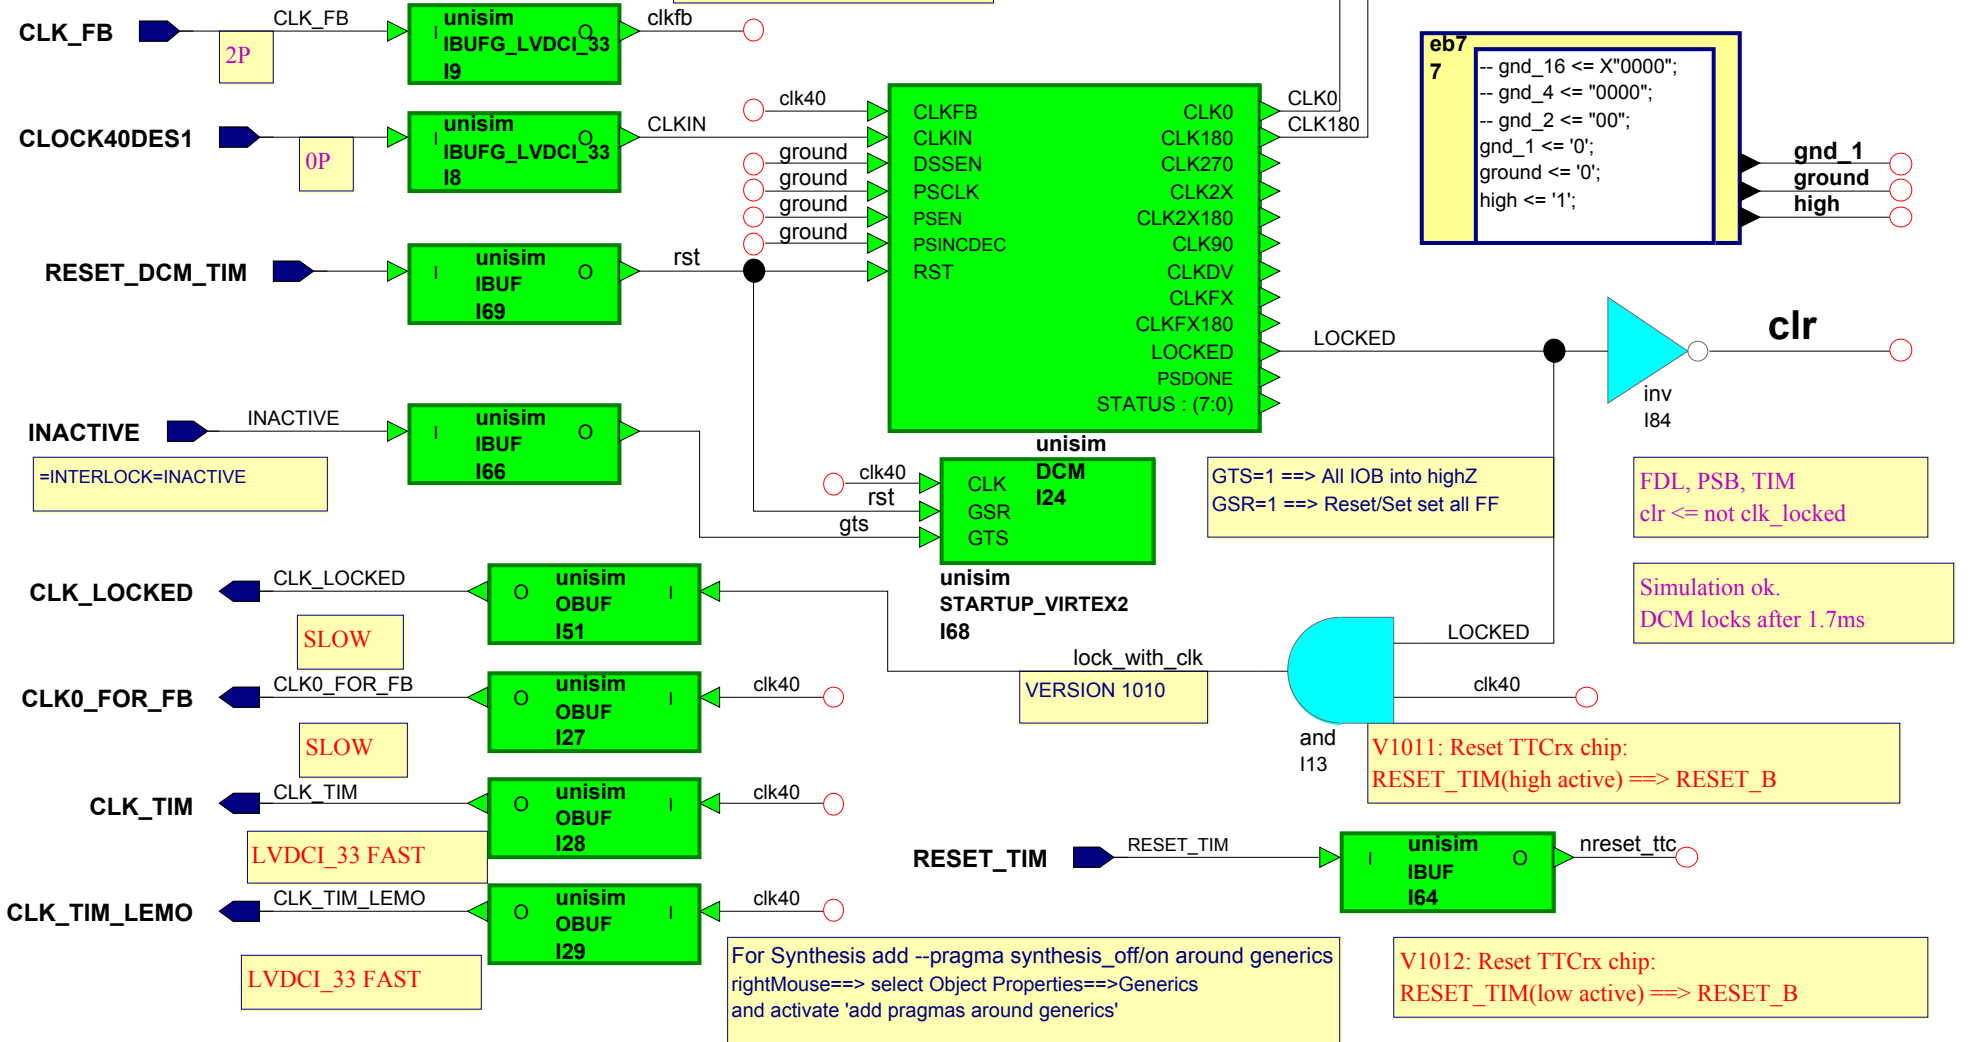 CLK_FB
CLK_FB
2P
unisim
I O
IBUFG_LVDCI_33
I9
clkfb
CLOCK40DES1
0P
unisim
I O
IBUFG_LVDCI_33
I8
CLKIN
RESET_DCM_TIM
unisim
I O
IBUF
I69
rst
INACTIVE
INACTIVE
=INTERLOCK=INACTIVE
unisim
I O
IBUF
I66
clk40
ground
ground
ground
ground
CLKFB CLK0
CLKIN CLK180
DSSEN CLK270
PSCLK CLK2X
PSEN CLK2X180
PSINCDEC CLK90
RST CLKDV
CLKFX
CLKFX180
LOCKED
PSDONE
STATUS : (7:0)
unisim
DCM
I24
CLK0
CLK180
LOCKED
eb7
7
-- gnd_16 <= X"0000";
-- gnd_4 <= "0000";
-- gnd_2 <= "00";
gnd_1 <= '0';
ground <= '0';
high <= '1';
gnd_1
ground
high
clr
inv
I84
clk40
rst
gts
CLK
GSR
GTS
unisim
STARTUP_VIRTEX2
I68
GTS=1 ==> All IOB into highZ
GSR=1 ==> Reset/Set set all FF
FDL, PSB, TIM
clr <= not clk_locked
Simulation ok.
DCM locks after 1.7ms
CLK_LOCKED
CLK_LOCKED
SLOW
unisim
O I
OBUF
I51
lock_with_clk
VERSION 1010
LOCKED
clk40
and
I13
CLK0_FOR_FB
CLK0_FOR_FB
SLOW
unisim
O I
OBUF
I27
clk40
CLK_TIM
CLK_TIM
LVDCI_33 FAST
unisim
O I
OBUF
I28
clk40
CLK_TIM_LEMO
CLK_TIM_LEMO
LVDCI_33 FAST
unisim
O I
OBUF
I29
clk40
V1011: Reset TTCrx chip:
RESET_TIM(high active) ==> RESET_B
RESET_TIM
RESET_TIM
unisim
I O
IBUF
I64
nreset_ttc
For Synthesis add --pragma synthesis_off/on around generics
rightMouse==> select Object Properties==>Generics
and activate 'add pragmas around generics'
V1012: Reset TTCrx chip:
RESET_TIM(low active) ==> RESET_B